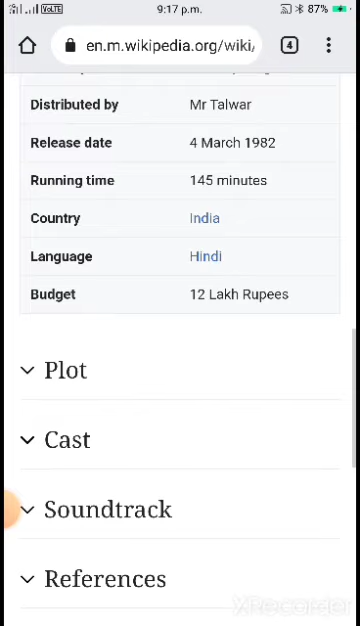 VoLTE 9:17 p.m. 87%
en.m.wikipedia.org/wiki/ 4
Distributed by Mr Talwar
Release date 4 March 1982
Running time 145 minutes
Country India
Language Hindi
Budget 12 Lakh Rupees
Plot
Cast
Soundtrack
References
XRecorder